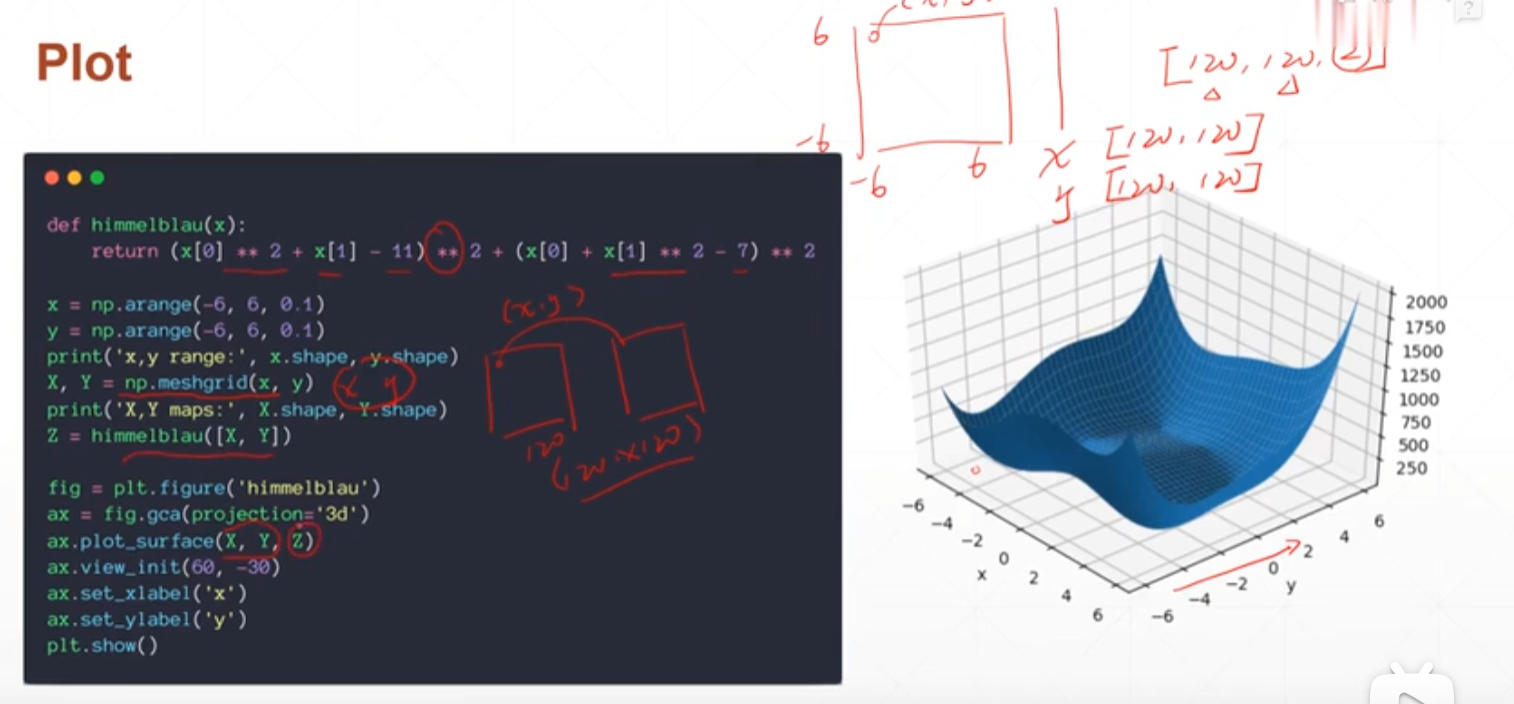 Plot
def himmelblau(x):
return (x[0] ** 2 + x[1] - 11) ** 2 + (x[0] + x[1] ** 2 - 7) ** 2
x = np.arange(-6, 6, 0.1)
y = np.arange(-6, 6, 0.1)
print('x,y range:', x.shape, y.shape)
X, Y = np.meshgrid(x, y)
print('X,Y maps:', X.shape, Y.shape)
Z = himmelblau([X, Y])
fig = plt.figure('himmelblau')
ax = fig.gca(projection='3d')
ax.plot_surface(X, Y, Z)
ax.view_init(60, -30)
ax.set_xlabel('x')
ax.set_ylabel('y')
plt.show()
x y
(x.y)
120
6
-6
-6
6
[120, 120, 2]
x [120, 120]
y [120, 120]
2000
1750
1500
1250
1000
750
500
250
-6
-4
-2
0
2
4
6
x
-6
-4
-2
0
2
4
6
y
?